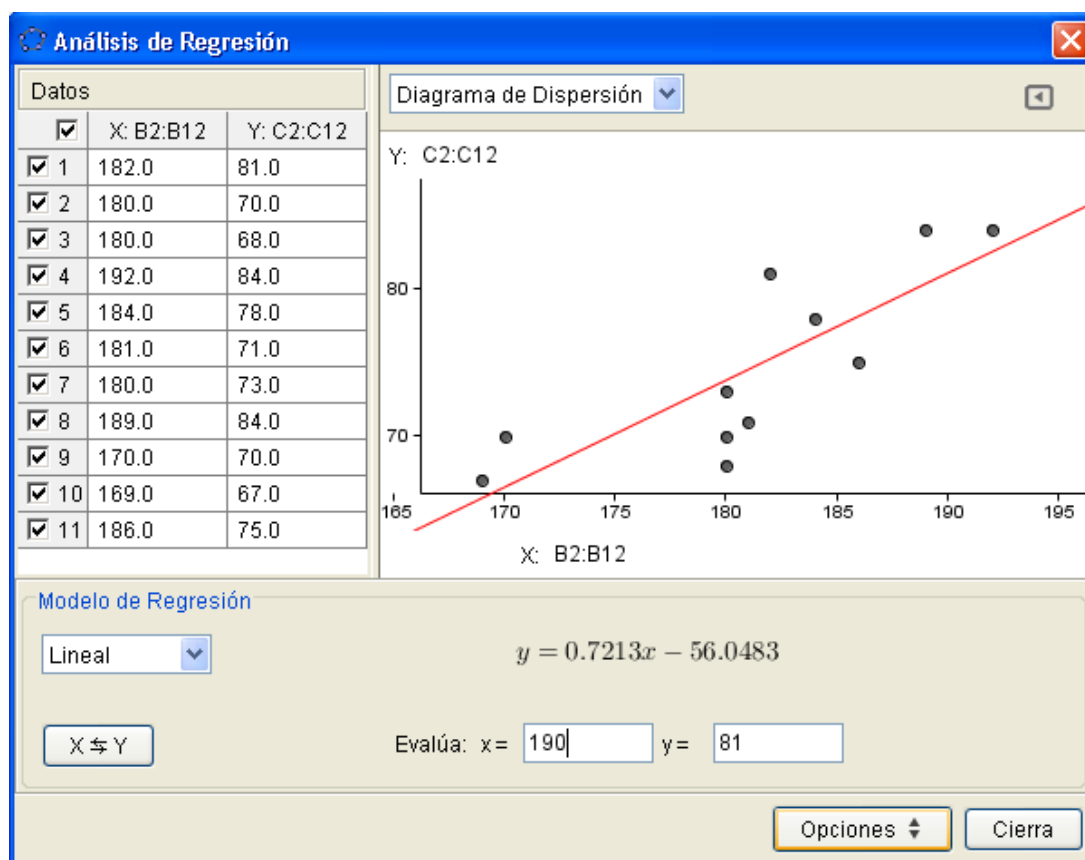 Análisis de Regresión
Datos
X: B2:B12 Y: C2:C12
1 182.0 81.0
2 180.0 70.0
3 180.0 68.0
4 192.0 84.0
5 184.0 78.0
6 181.0 71.0
7 180.0 73.0
8 189.0 84.0
9 170.0 70.0
10 169.0 67.0
11 186.0 75.0
Diagrama de Dispersión
Y: C2:C12
80
70
165 170 175 180 185 190 195
X: B2:B12
Modelo de Regresión
Lineal
y = 0.7213x − 56.0483
X ⇆ Y
Evalúa: x = 190 y = 81
Opciones
Cierra